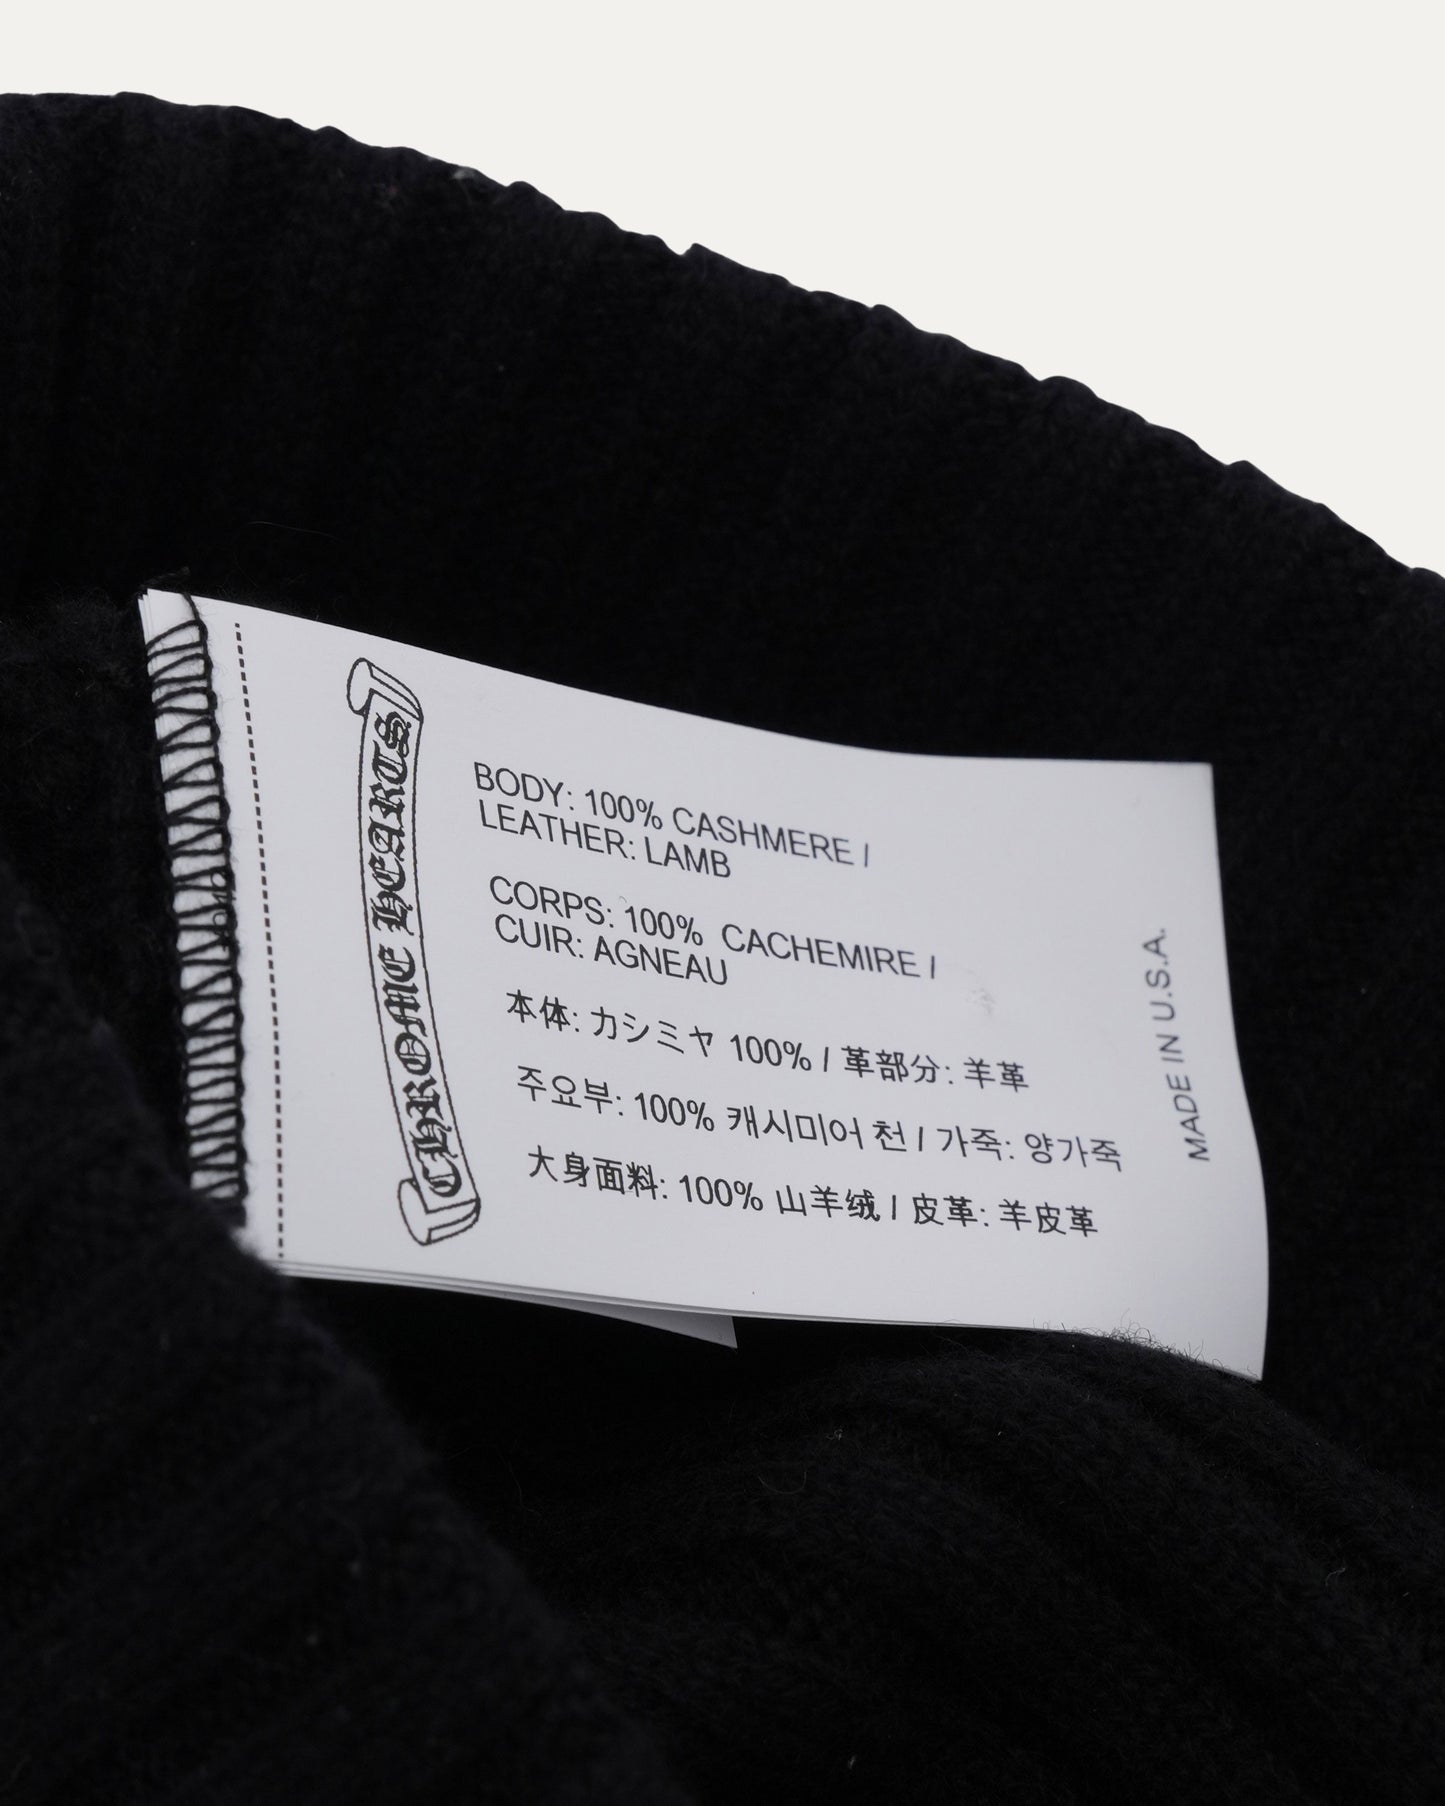 CHROME HEARTS
BODY: 100% CASHMERE /
LEATHER: LAMB
CORPS: 100% CACHEMIRE /
CUIR: AGNEAU
本体: カシミヤ 100% / 革部分: 羊革
주요부: 100% 캐시미어 천 / 가죽: 양가죽
大身面料: 100% 山羊绒 / 皮革: 羊皮革
MADE IN U.S.A.